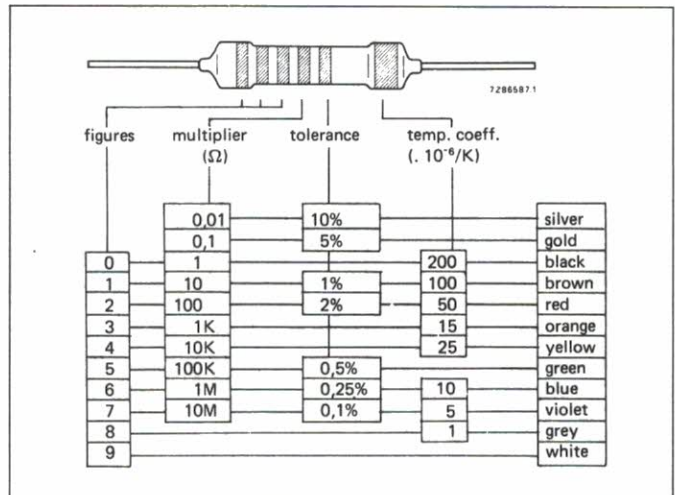 7Z86587.1
figures multiplier tolerance temp. coeff.
(Ω) (. 10⁻⁶/K)
0,01 10% silver
0,1 5% gold
0 1 200 black
1 10 1% 100 brown
2 100 2% 50 red
3 1K 15 orange
4 10K 25 yellow
5 100K 0,5% green
6 1M 0,25% 10 blue
7 10M 0,1% 5 violet
8 1 grey
9 white